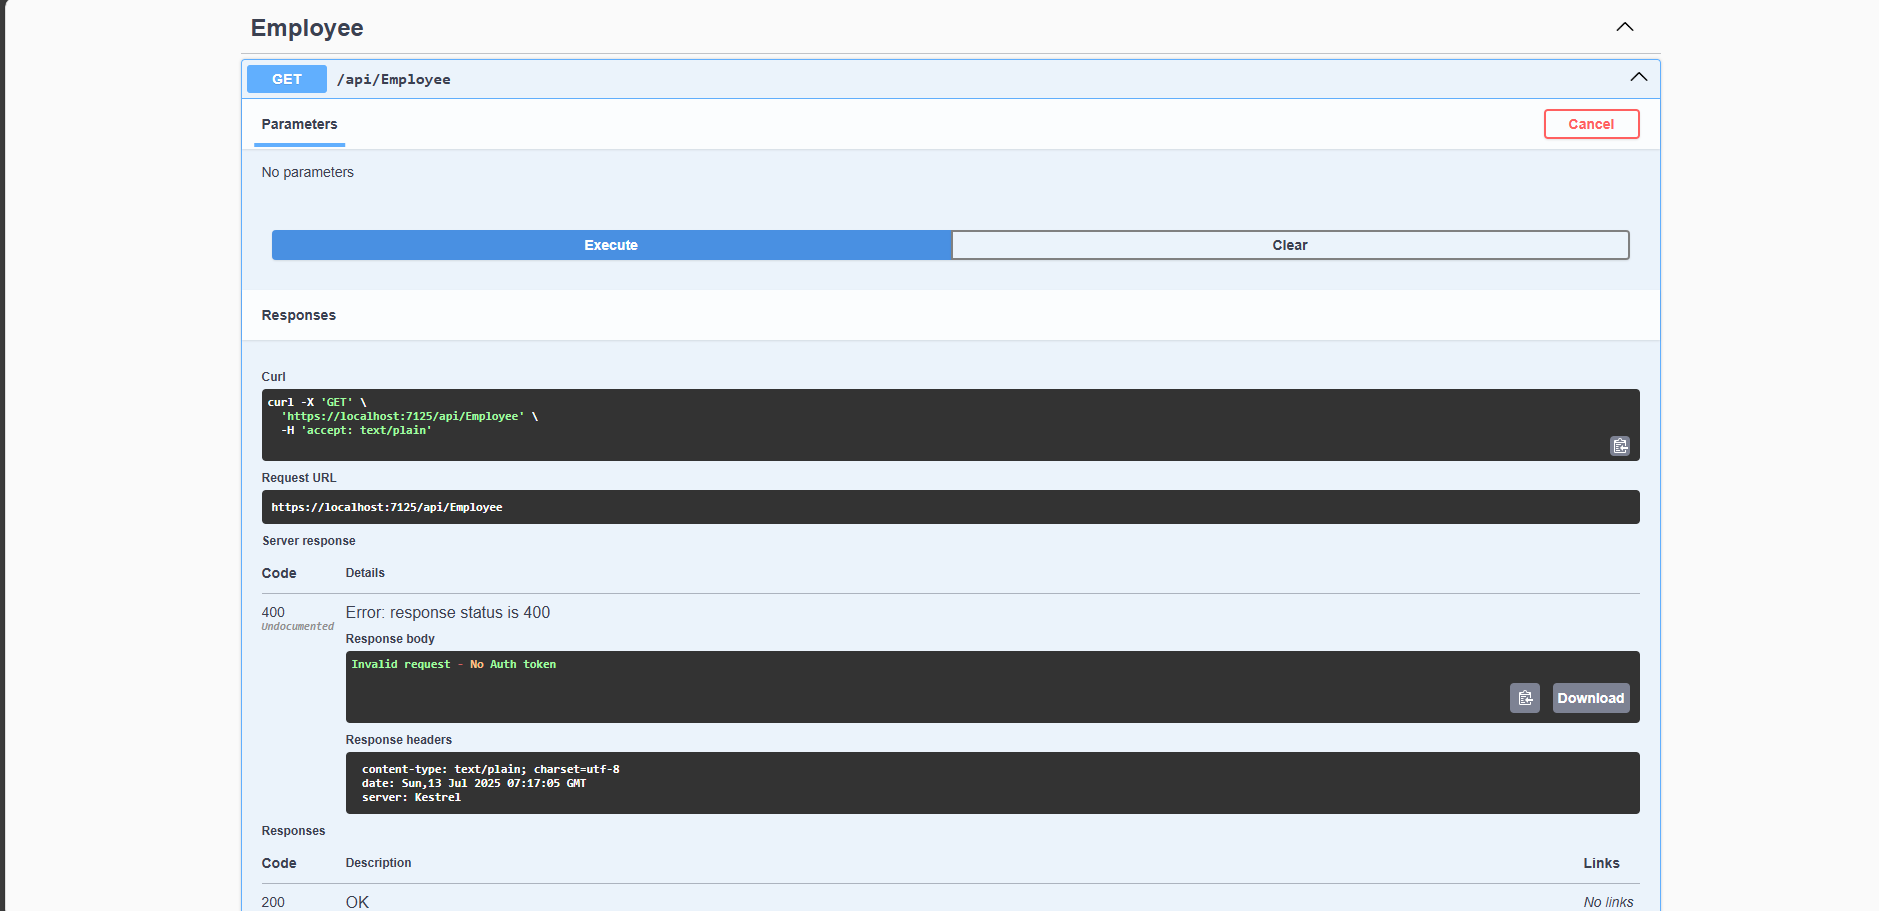 Employee
GET /api/Employee
Parameters
Cancel
No parameters
Execute
Clear
Responses
Curl
curl -X 'GET' \
'https://localhost:7125/api/Employee' \
-H 'accept: text/plain'
Request URL
https://localhost:7125/api/Employee
Server response
Code Details
400 Error: response status is 400
Undocumented
Response body
Invalid request - No Auth token
Download
Response headers
content-type: text/plain; charset=utf-8
date: Sun,13 Jul 2025 07:17:05 GMT
server: Kestrel
Responses
Code Description Links
200 OK No links